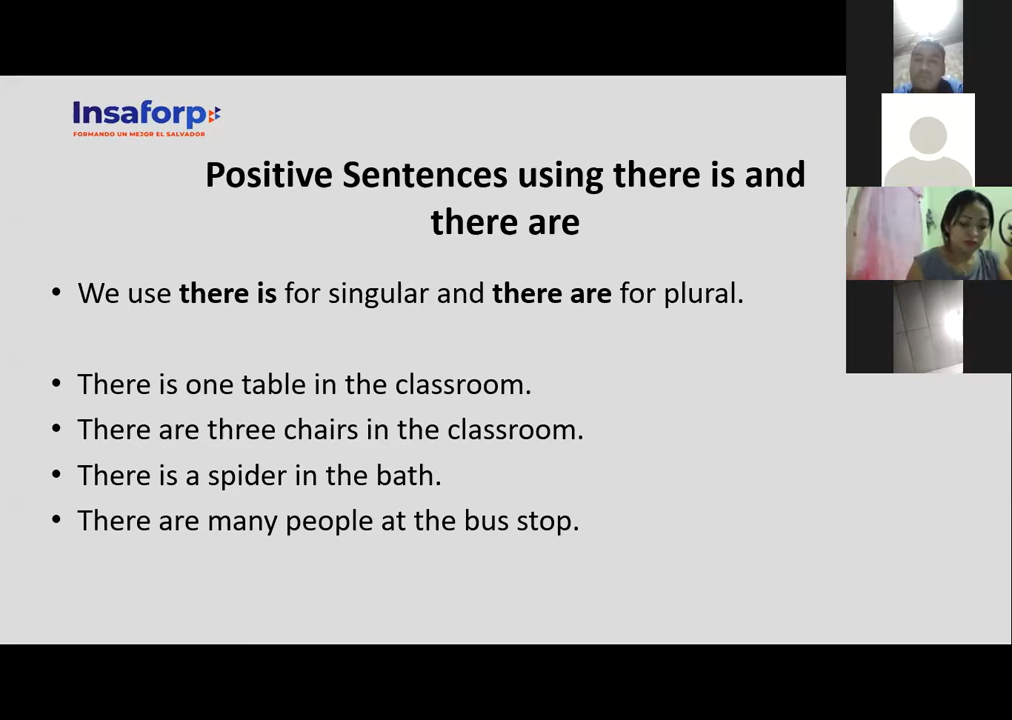 Insaforp
FORMANDO UN MEJOR EL SALVADOR
Positive Sentences using there is and
there are
• We use there is for singular and there are for plural.
• There is one table in the classroom.
• There are three chairs in the classroom.
• There is a spider in the bath.
• There are many people at the bus stop.